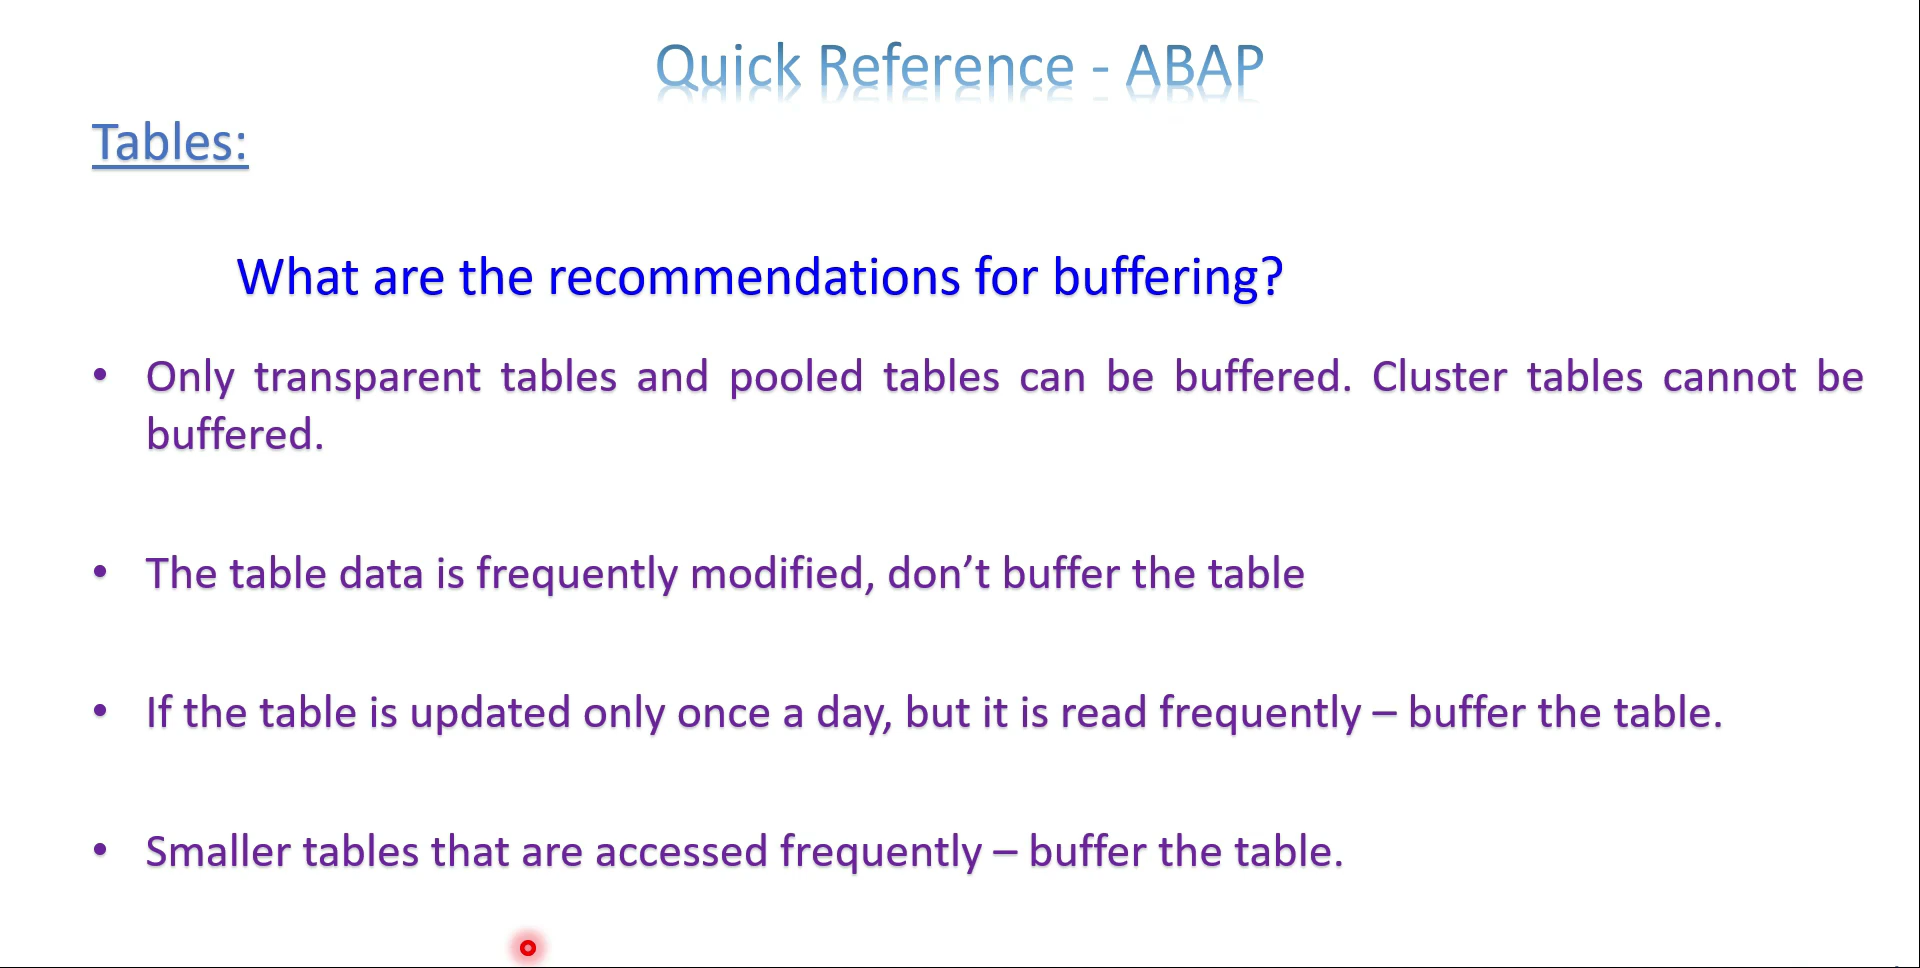 Quick Reference - ABAP
Tables:
What are the recommendations for buffering?
• Only transparent tables and pooled tables can be buffered. Cluster tables cannot be
buffered.
• The table data is frequently modified, don’t buffer the table
• If the table is updated only once a day, but it is read frequently – buffer the table.
• Smaller tables that are accessed frequently – buffer the table.